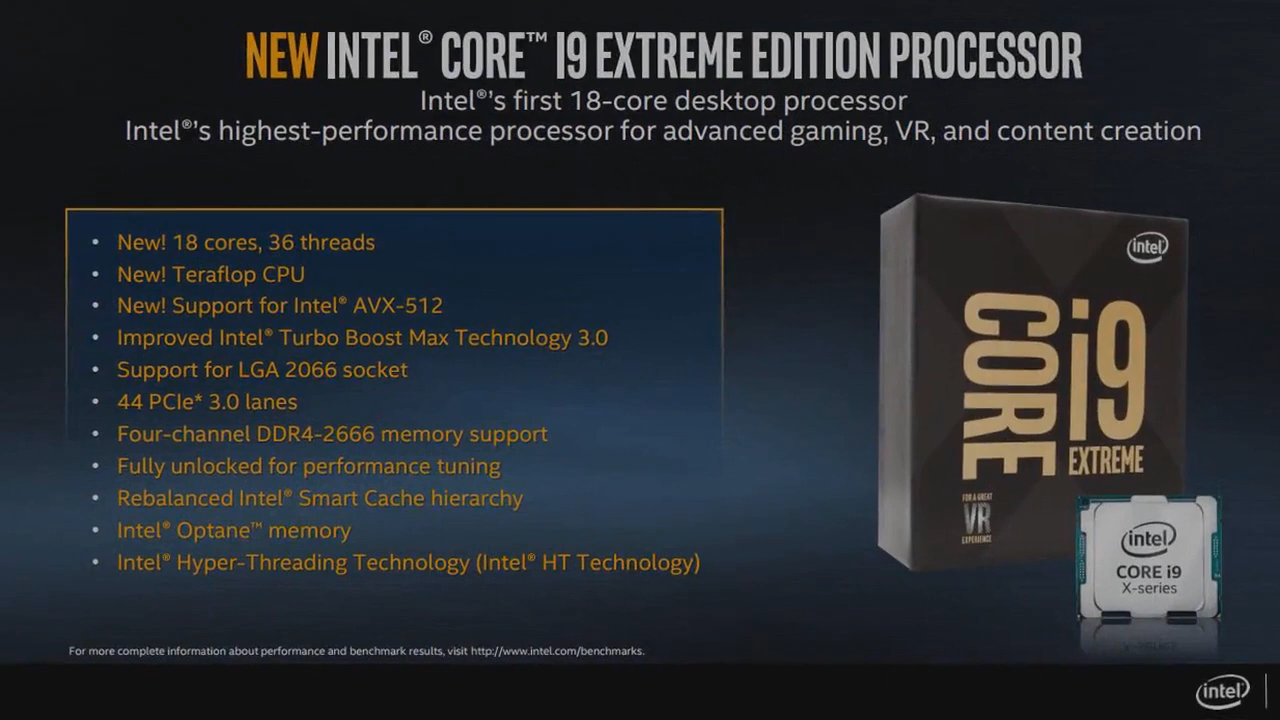 NEW INTEL® CORE™ I9 EXTREME EDITION PROCESSOR
Intel®'s first 18-core desktop processor
Intel®'s highest-performance processor for advanced gaming, VR, and content creation
• New! 18 cores, 36 threads
• New! Teraflop CPU
• New! Support for Intel® AVX-512
• Improved Intel® Turbo Boost Max Technology 3.0
• Support for LGA 2066 socket
• 44 PCIe* 3.0 lanes
• Four-channel DDR4-2666 memory support
• Fully unlocked for performance tuning
• Rebalanced Intel® Smart Cache hierarchy
• Intel® Optane™ memory
• Intel® Hyper-Threading Technology (Intel® HT Technology)
intel
CORE
i9
EXTREME
FOR A GREAT
VR
EXPERIENCE
intel
CORE i9
X-series
For more complete information about performance and benchmark results, visit http://www.intel.com/benchmarks.
intel